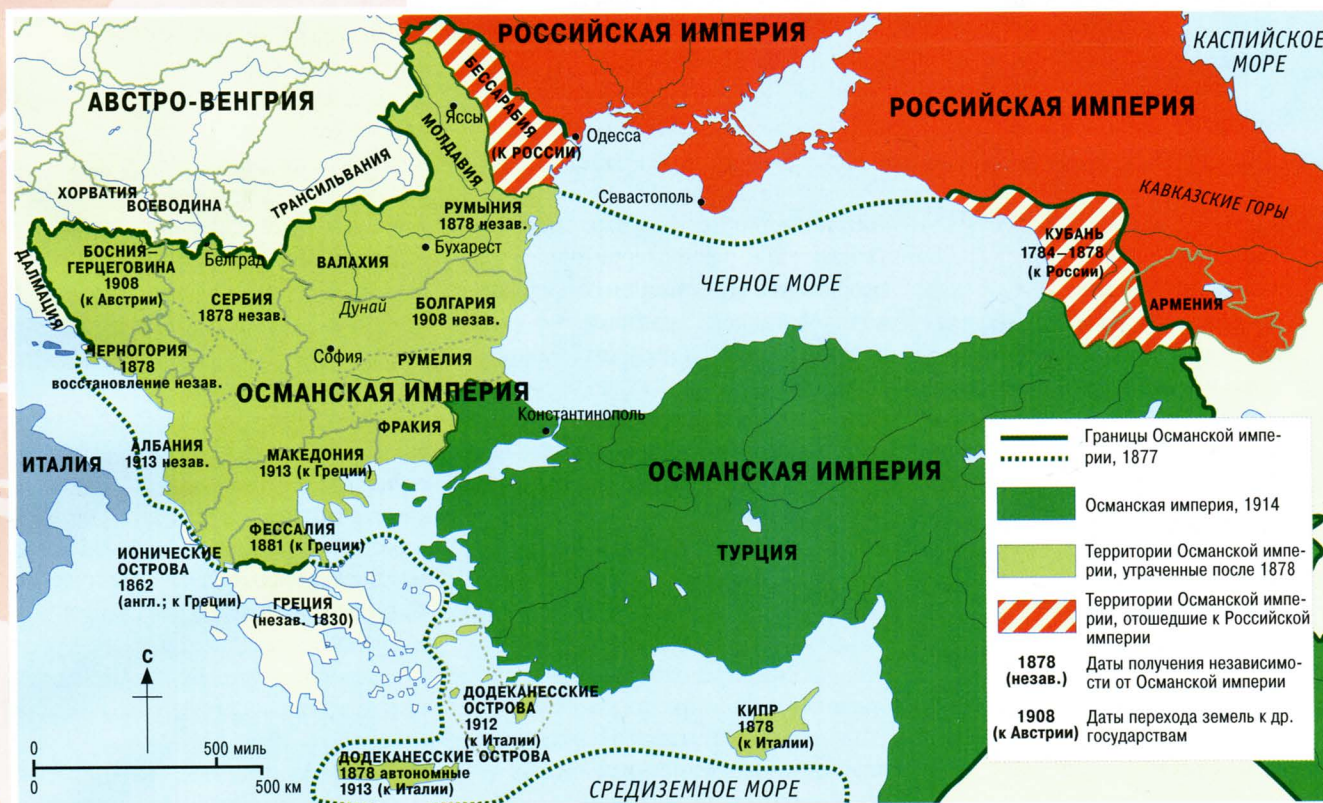 РОССИЙСКАЯ ИМПЕРИЯ
КАСПИЙСКОЕ
МОРЕ
АВСТРО-ВЕНГРИЯ
БЕССАРАБИЯ
(К РОССИИ)
РОССИЙСКАЯ ИМПЕРИЯ
Яссы
МОЛДАВИЯ
Одесса
ХОРВАТИЯ
ВОЕВОДИНА
ТРАНСИЛЬВАНИЯ
Севастополь
КАВКАЗСКИЕ ГОРЫ
РУМЫНИЯ
1878 незав.
Бухарест
ДАЛМАЦИЯ
БОСНИЯ–
ГЕРЦЕГОВИНА
1908
(к Австрии)
Белград
ВАЛАХИЯ
КУБАНЬ
1784–1878
(к России)
ЧЕРНОЕ МОРЕ
АРМЕНИЯ
СЕРБИЯ
1878 незав.
Дунай
БОЛГАРИЯ
1908 незав.
ЧЕРНОГОРИЯ
1878
восстановление незав.
София
РУМЕЛИЯ
ОСМАНСКАЯ ИМПЕРИЯ
Константинополь
ФРАКИЯ
ИТАЛИЯ
АЛБАНИЯ
1913 незав.
МАКЕДОНИЯ
1913 (к Греции)
ОСМАНСКАЯ ИМПЕРИЯ
ТУРЦИЯ
ФЕССАЛИЯ
1881 (к Греции)
ИОНИЧЕСКИЕ
ОСТРОВА
1862
(англ.; к Греции)
ГРЕЦИЯ
(незав. 1830)
С
ДОДЕКАНЕССКИЕ
ОСТРОВА
1912
(к Италии)
КИПР
1878
(к Италии)
ДОДЕКАНЕССКИЕ ОСТРОВА
1878 автономные
1913 (к Италии)
СРЕДИЗЕМНОЕ МОРЕ
0
500 миль
0
500 км
Границы Османской импе-
рии, 1877
Османская империя, 1914
Территории Османской импе-
рии, утраченные после 1878
Территории Османской импе-
рии, отошедшие к Российской
империи
1878
(незав.)
Даты получения независимо-
сти от Османской империи
1908
(к Австрии)
Даты перехода земель к др.
государствам